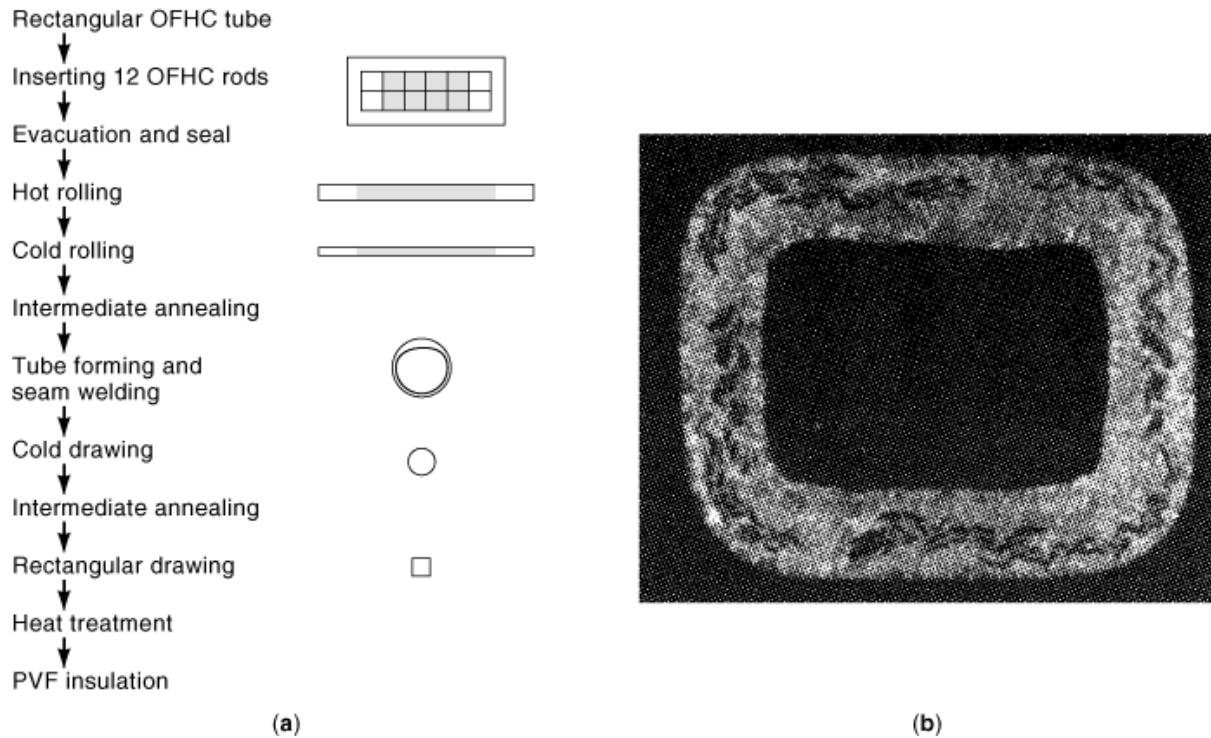 Rectangular OFHC tube
Inserting 12 OFHC rods
Evacuation and seal
Hot rolling
Cold rolling
Intermediate annealing
Tube forming and
seam welding
Cold drawing
Intermediate annealing
Rectangular drawing
Heat treatment
PVF insulation
(a)
(b)